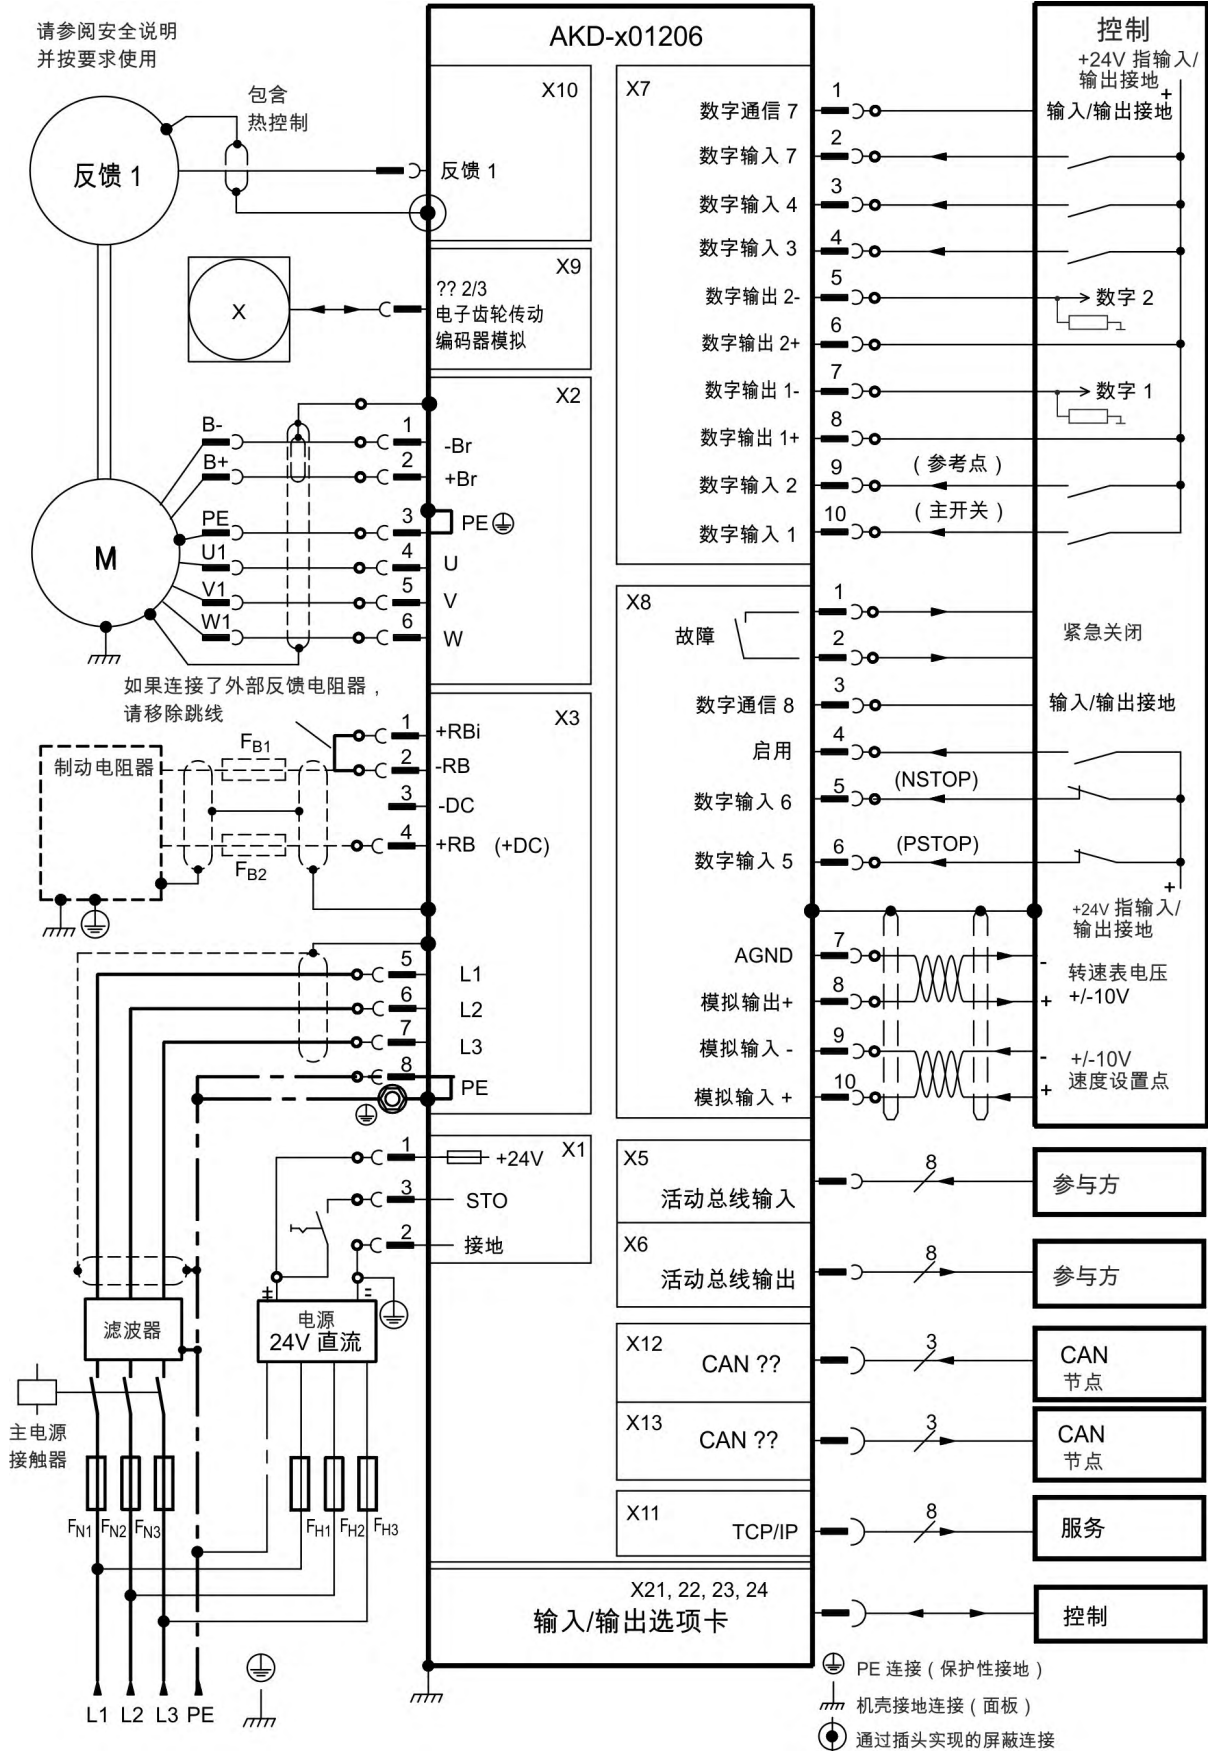 请参阅安全说明
并按要求使用
AKD-x01206
控制
+24V 指输入/
输出接地
+
输入/输出接地
包含
热控制
反馈 1
X10
反馈 1
X9
?? 2/3
电子齿轮传动
编码器模拟
X
X2
B-
1
-Br
B+
2
+Br
PE
3
PE
U1
4
U
V1
5
V
W1
6
W
M
如果连接了外部反馈电阻器，
请移除跳线
X3
制动电阻器
FB1
FB2
1
+RBi
2
-RB
3
-DC
4
+RB (+DC)
5
L1
6
L2
7
L3
8
PE
X1
1
+24V
3
STO
2
接地
+
-
电源
24V 直流
滤波器
主电源
接触器
FN1
FN2
FN3
FH1
FH2
FH3
L1 L2 L3 PE
X7
数字通信 7
1
数字输入 7
2
数字输入 4
3
数字输入 3
4
数字输出 2-
5
数字 2
数字输出 2+
6
数字输出 1-
7
数字 1
数字输出 1+
8
数字输入 2
9
（参考点）
数字输入 1
10
（主开关）
X8
故障
1
2
紧急关闭
数字通信 8
3
输入/输出接地
启用
4
数字输入 6
5
(NSTOP)
数字输入 5
6
(PSTOP)
+
+24V 指输入/
输出接地
AGND
7
-
转速表电压
模拟输出+
8
+
+/-10V
模拟输入 -
9
-
+/-10V
速度设置点
模拟输入 +
10
+
X5
活动总线输入
8
参与方
X6
活动总线输出
8
参与方
X12
CAN ??
3
CAN
节点
X13
CAN ??
3
CAN
节点
X11
TCP/IP
8
服务
X21, 22, 23, 24
输入/输出选项卡
控制
PE 连接（保护性接地）
机壳接地连接（面板）
通过插头实现的屏蔽连接